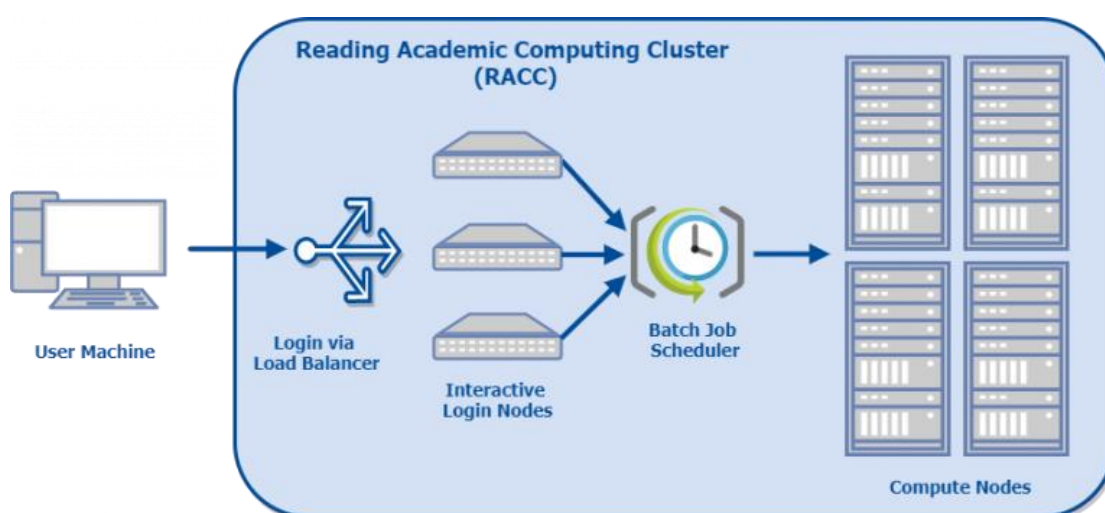 Reading Academic Computing Cluster
(RACC)
User Machine
Login via
Load Balancer
Interactive
Login Nodes
Batch Job
Scheduler
Compute Nodes